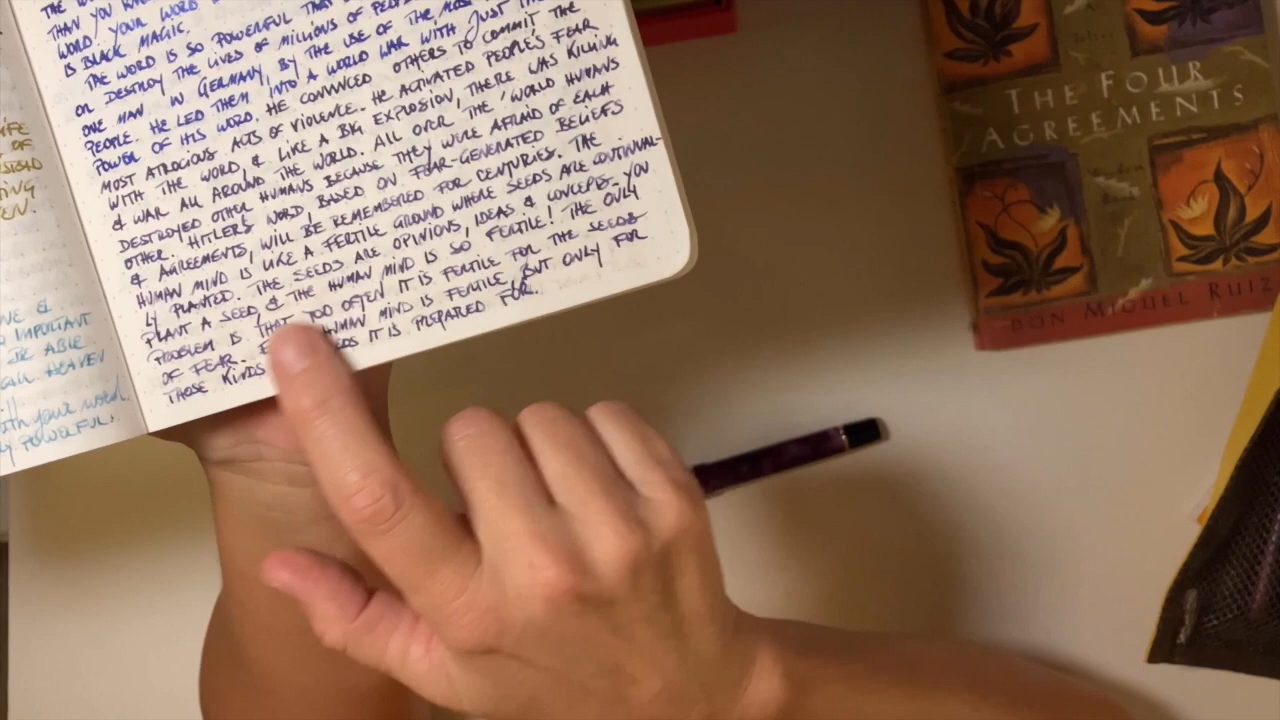 THAN YOU
WORD. YOUR WORD
IS BLACK MAGIC.
THE WORD IS SO POWERFUL THAT
OR DESTROY THE LIVES OF MILLIONS OF PEOPLE
ONE MAN IN GERMANY, BY THE USE OF THE MOST
PEOPLE. HE LED THEM INTO A WORLD WAR WITH JUST THE
POWER OF HIS WORD. HE CONVINCED OTHERS TO COMMIT THE
MOST ATROCIOUS ACTS OF VIOLENCE. HE ACTIVATED PEOPLE'S FEAR
WITH THE WORD, & LIKE A BIG EXPLOSION, THERE WAS KILLING
& WAR ALL AROUND THE WORLD. ALL OVER THE WORLD HUMANS
DESTROYED OTHER HUMANS BECAUSE THEY WERE AFRAID OF EACH
OTHER. HITLER'S WORD, BASED ON FEAR-GENERATED BELIEFS
& AGREEMENTS, WILL BE REMEMBERED FOR CENTURIES. THE
HUMAN MIND IS LIKE A FERTILE GROUND WHERE SEEDS ARE CONTINUAL-
LY PLANTED. THE SEEDS ARE OPINIONS, IDEAS & CONCEPTS. YOU
PLANT A SEED, & THE HUMAN MIND IS SO FERTILE! THE ONLY
PROBLEM IS THAT TOO OFTEN IT IS FERTILE FOR THE SEEDS
OF FEAR. HUMAN MIND IS FERTILE, BUT ONLY FOR
THOSE KINDS IT IS PREPARED FOR.
OF
& 
IMPORTANT
BE ABLE
HEAVEN
your word.
POWERFUL.
THE FOUR
AGREEMENTS
DON MIGUEL RUIZ